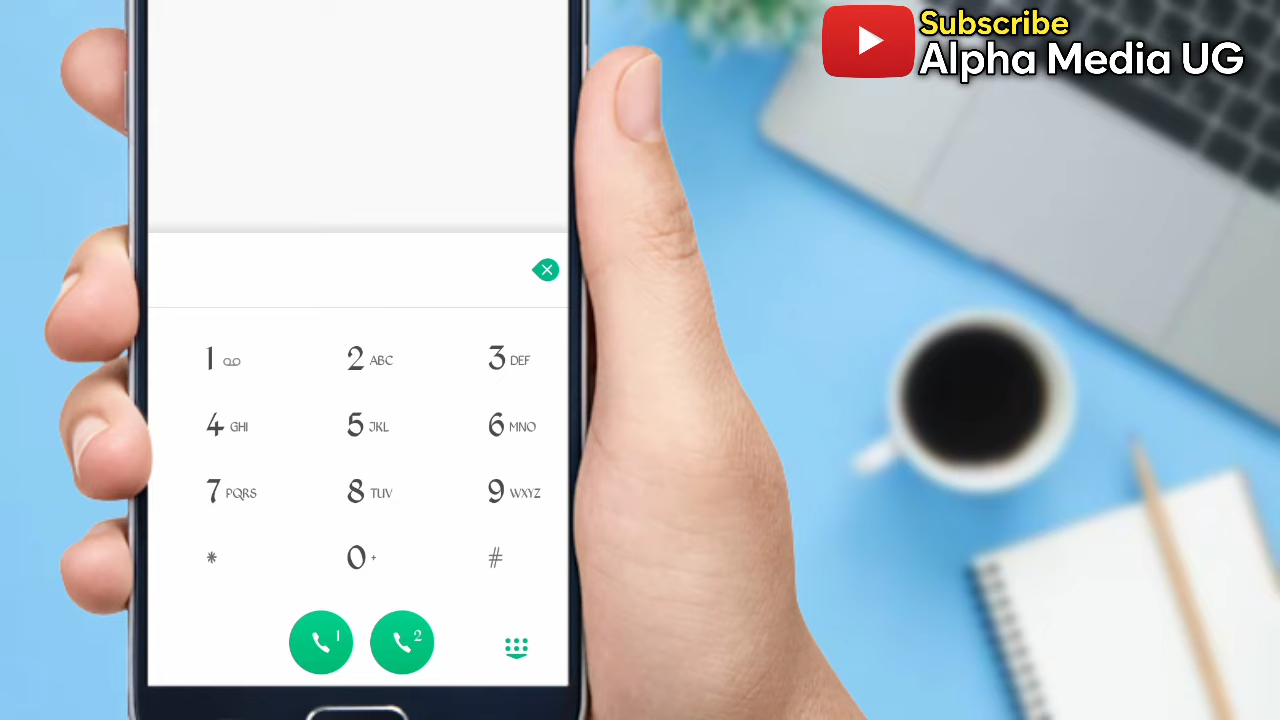 Subscribe
Alpha Media UG
1
2 ABC
3 DEF
4 GHI
5 JKL
6 MNO
7 PQRS
8 TUV
9 WXYZ
*
0 +
#
1
2